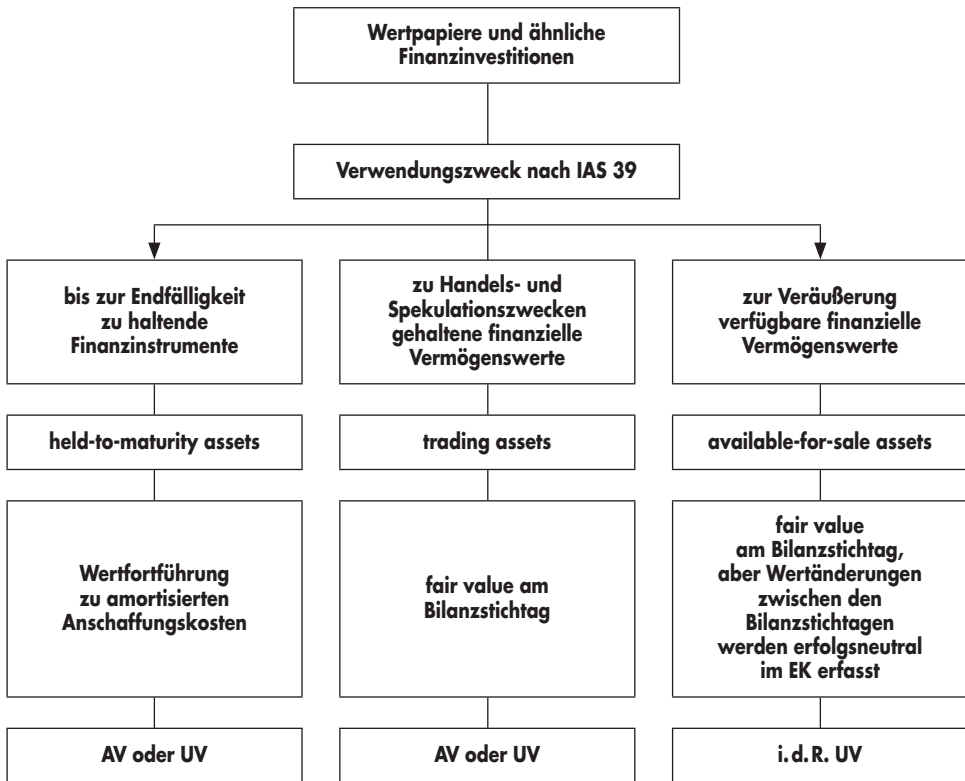 Wertpapiere und ähnliche
Finanzinvestitionen
Verwendungszweck nach IAS 39
bis zur Endfälligkeit
zu haltende
Finanzinstrumente
zu Handels- und
Spekulationszwecken
gehaltene finanzielle
Vermögenswerte
zur Veräußerung
verfügbare finanzielle
Vermögenswerte
held-to-maturity assets
trading assets
available-for-sale assets
Wertfortführung
zu amortisierten
Anschaffungskosten
fair value am
Bilanzstichtag
fair value
am Bilanzstichtag,
aber Wertänderungen
zwischen den
Bilanzstichtagen
werden erfolgsneutral
im EK erfasst
AV oder UV
AV oder UV
i. d. R. UV